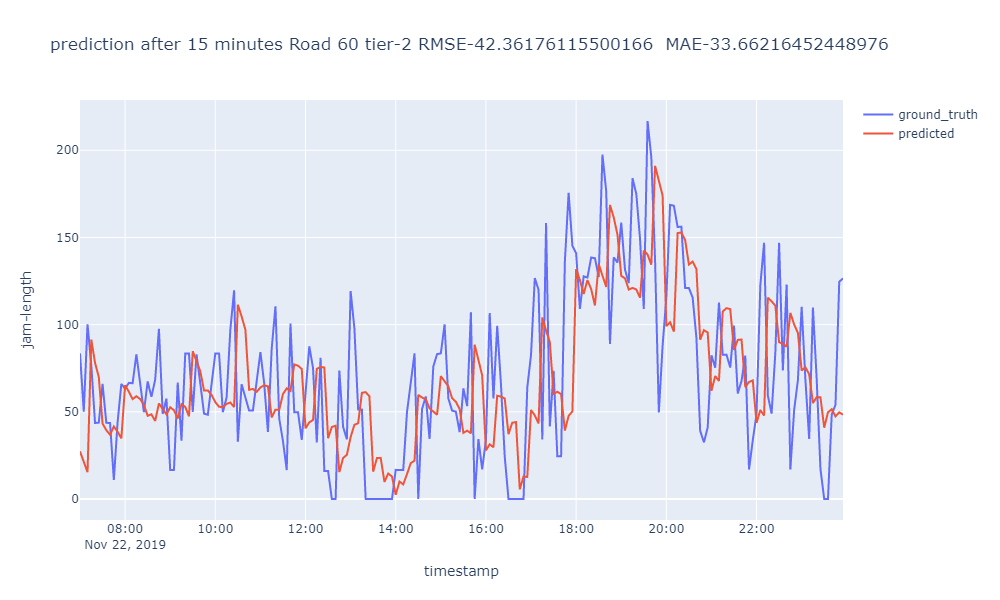 prediction after 15 minutes Road 60 tier-2 RMSE-42.36176115500166 MAE-33.66216452448976
ground_truth
predicted
200
150
100
50
0
jam-length
08:00 10:00 12:00 14:00 16:00 18:00 20:00 22:00
Nov 22, 2019
timestamp